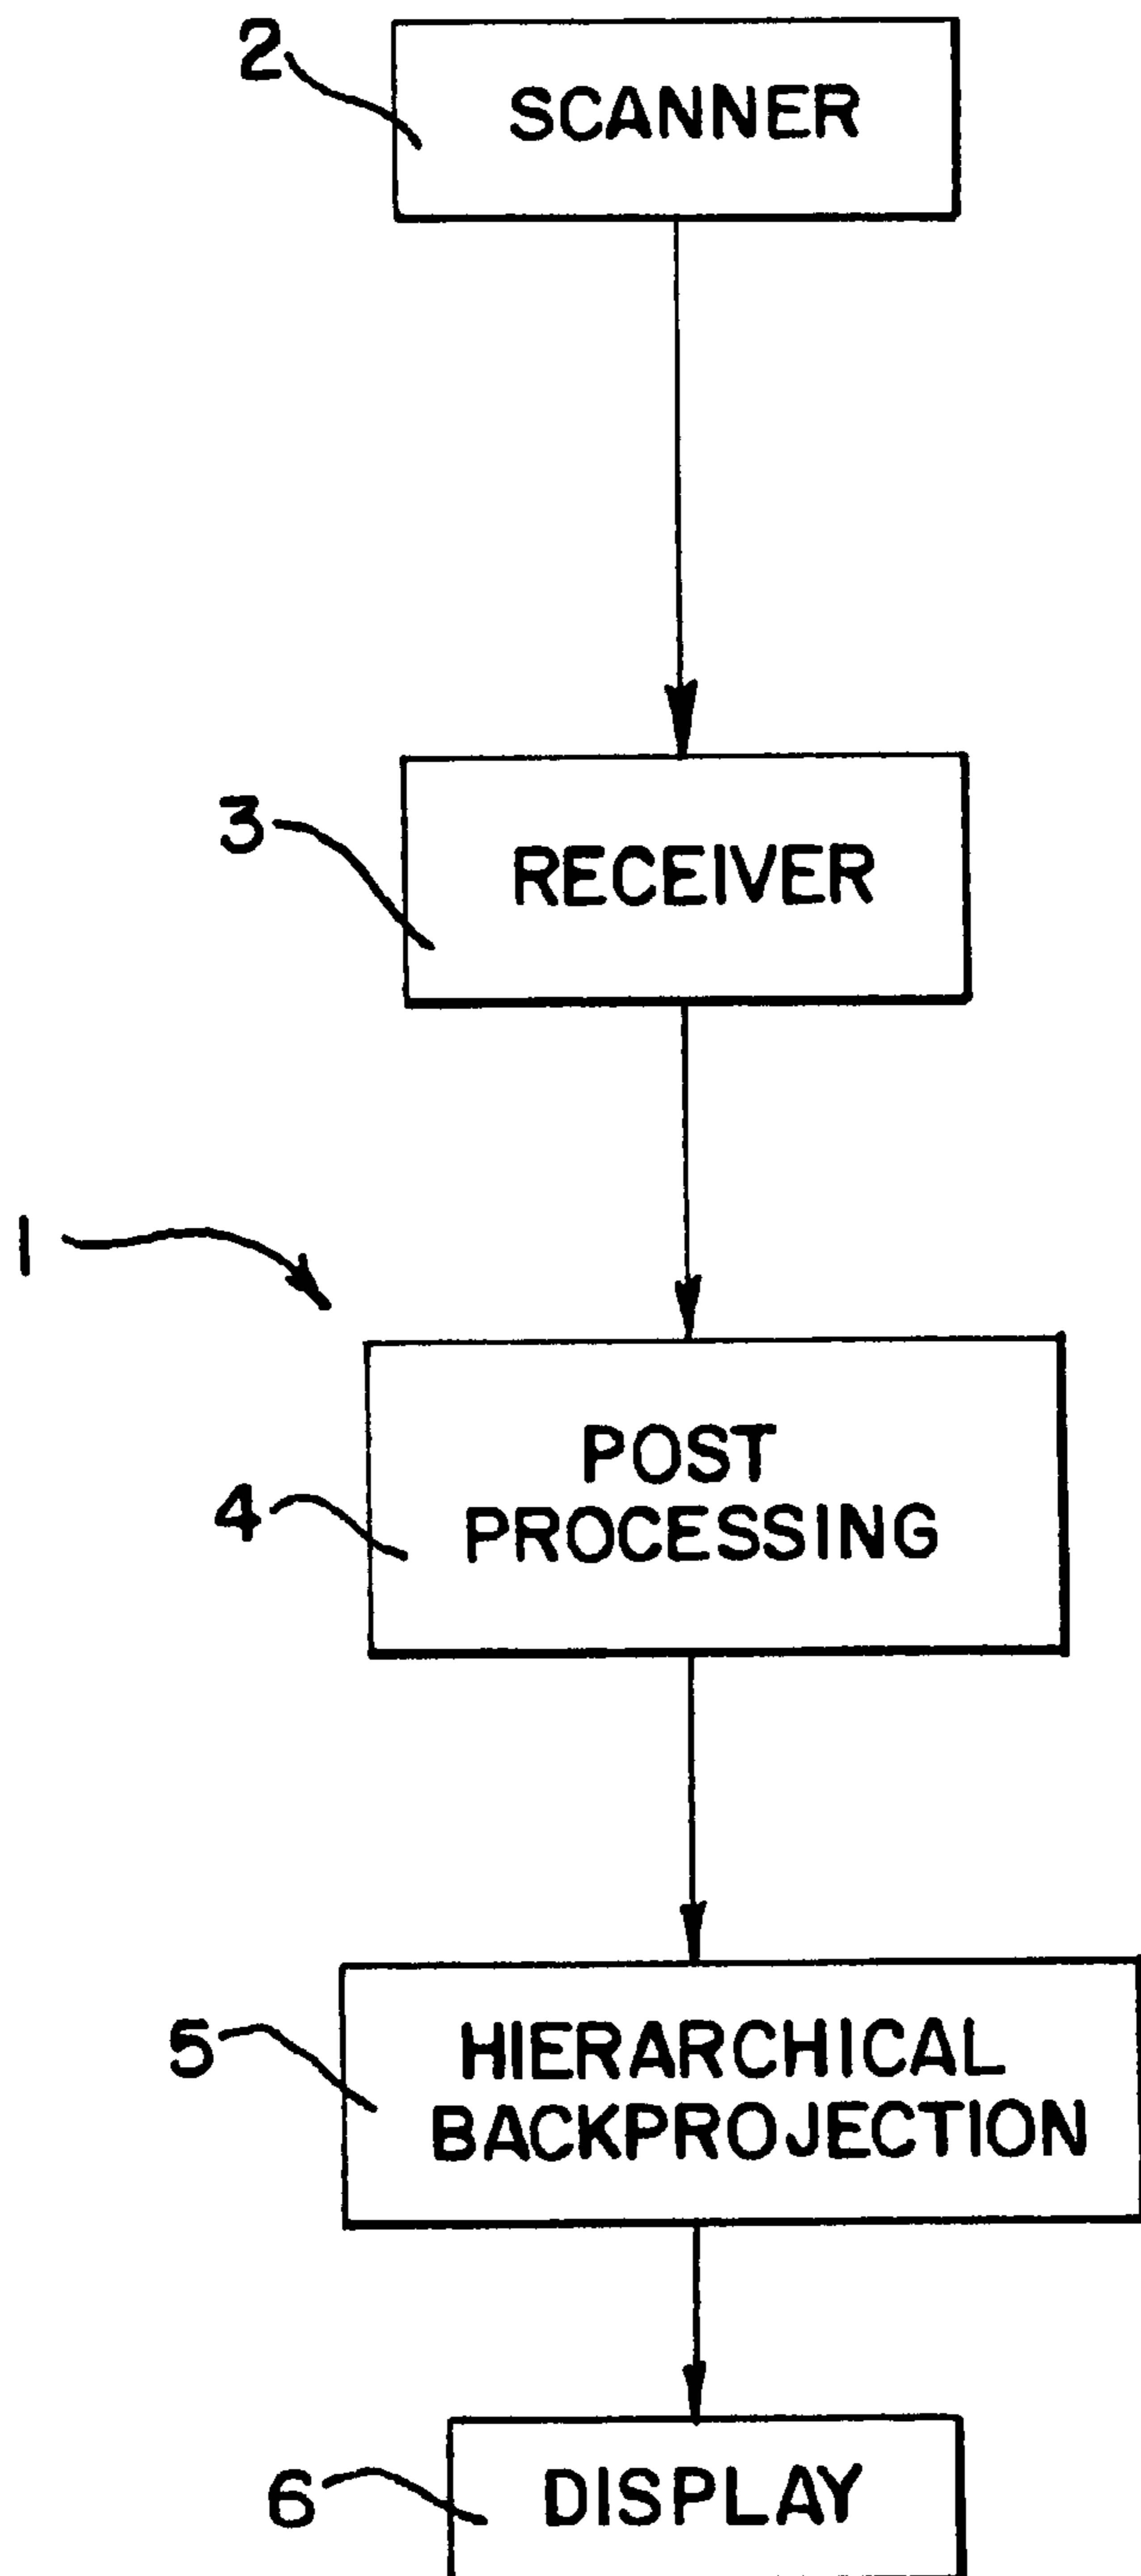 2
SCANNER
3
RECEIVER
1
POST
4
PROCESSING
5
HIERARCHICAL
BACKPROJECTION
6
DISPLAY